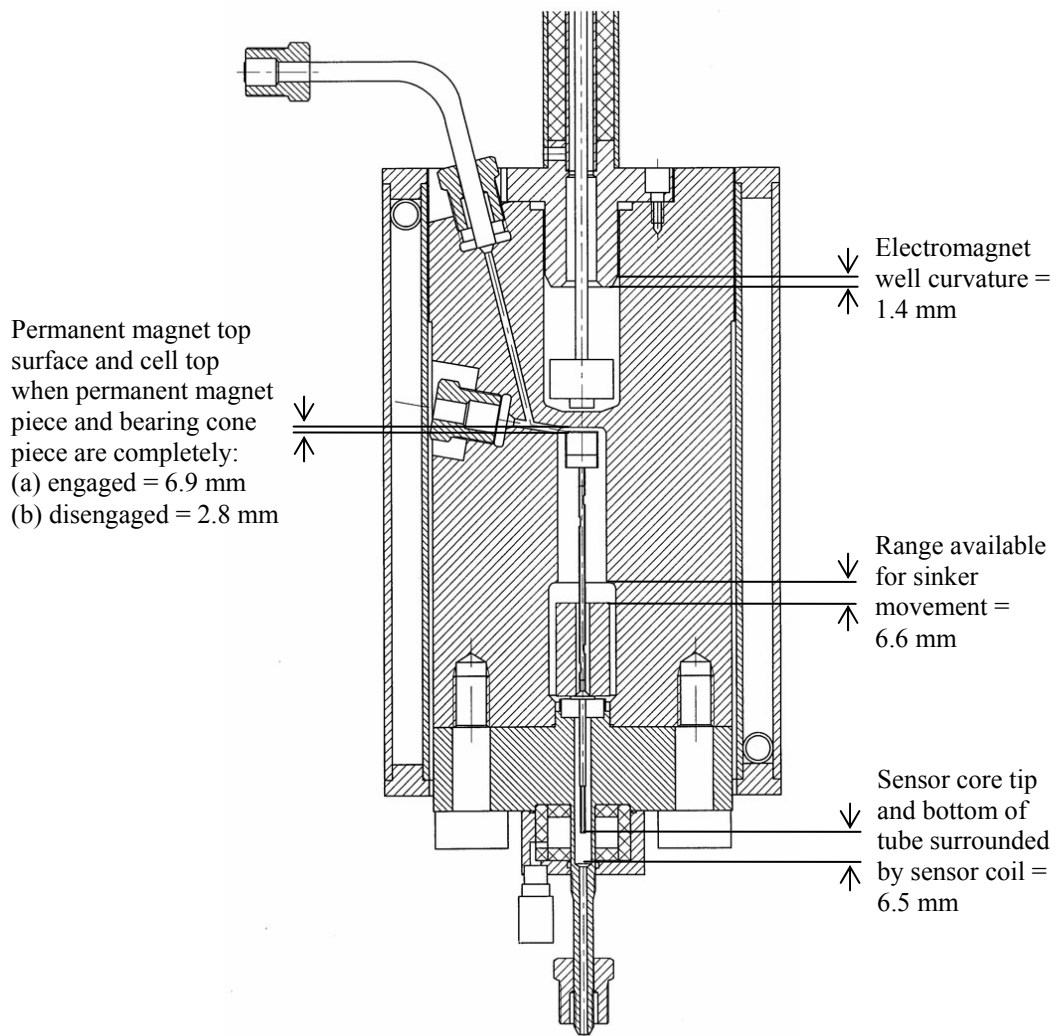 Electromagnet
well curvature =
1.4 mm
Permanent magnet top
surface and cell top
when permanent magnet
piece and bearing cone
piece are completely:
(a) engaged = 6.9 mm
(b) disengaged = 2.8 mm
Range available
for sinker
movement =
6.6 mm
Sensor core tip
and bottom of
tube surrounded
by sensor coil =
6.5 mm